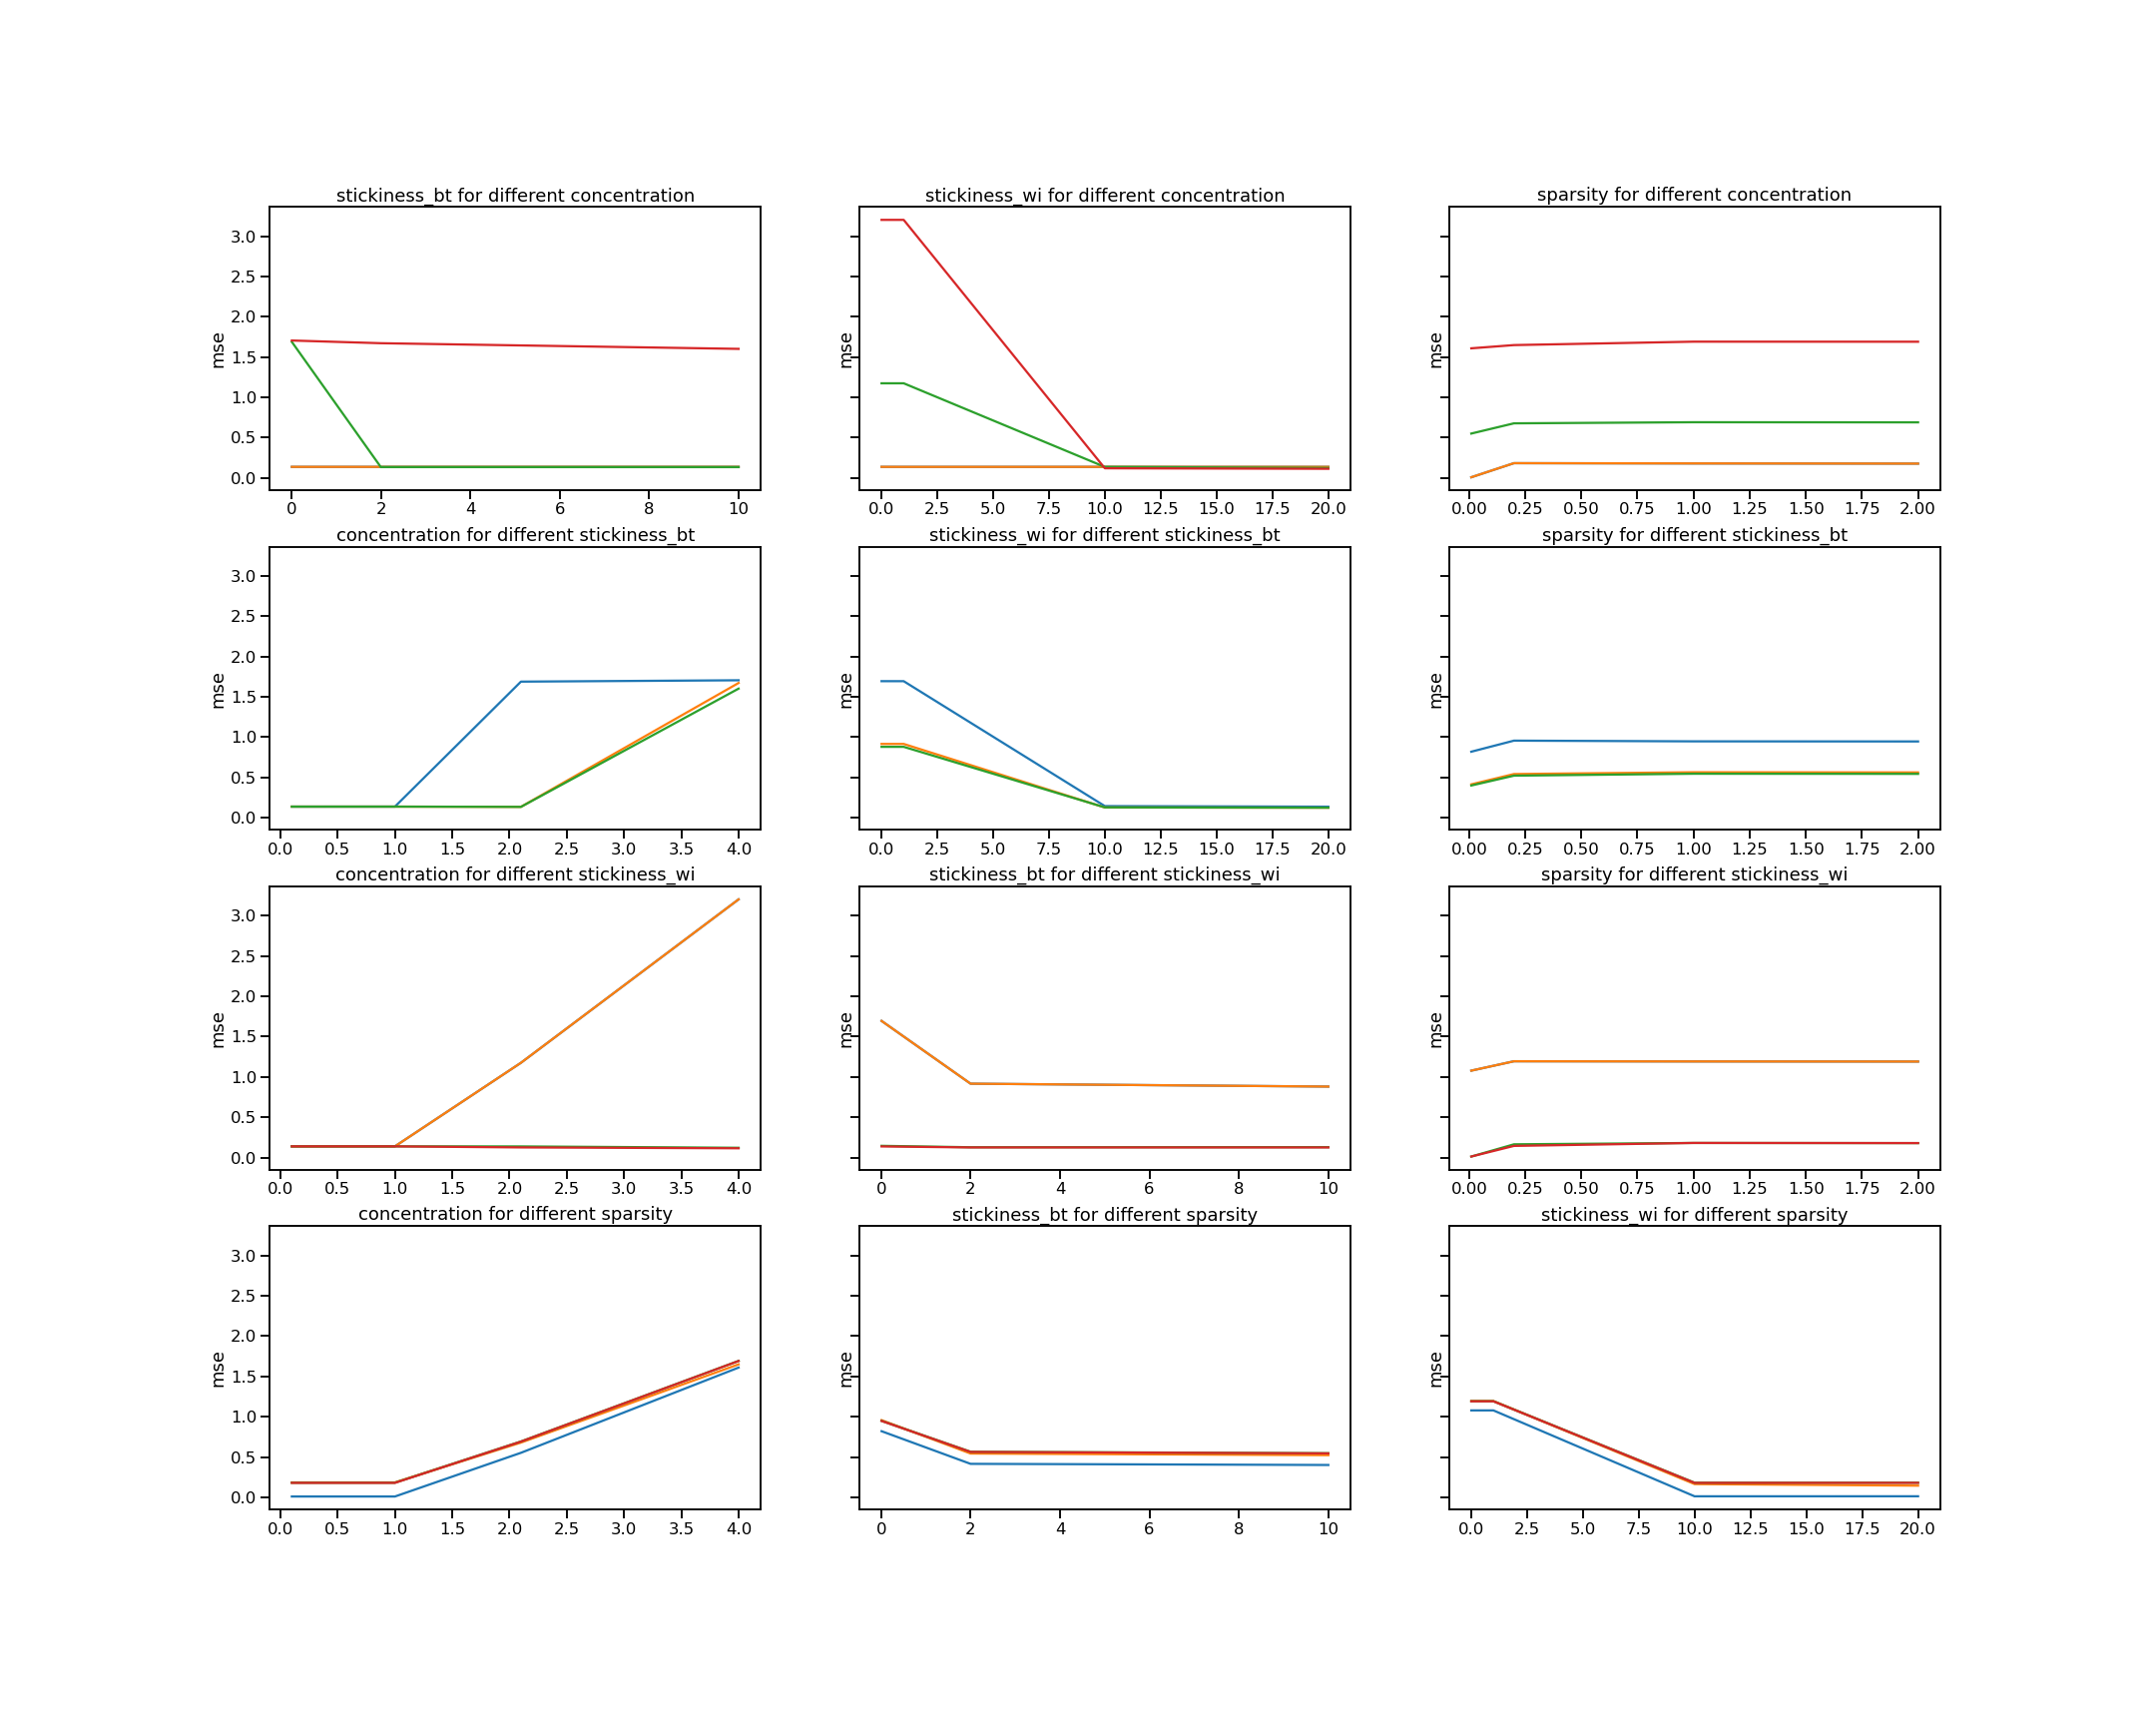 stickiness_bt for different concentration
stickiness_wi for different concentration
sparsity for different concentration
mse
3.0
2.5
2.0
1.5
1.0
0.5
0.0
0 2 4 6 8 10
mse
0.0 2.5 5.0 7.5 10.0 12.5 15.0 17.5 20.0
mse
0.00 0.25 0.50 0.75 1.00 1.25 1.50 1.75 2.00
concentration for different stickiness_bt
stickiness_wi for different stickiness_bt
sparsity for different stickiness_bt
mse
3.0
2.5
2.0
1.5
1.0
0.5
0.0
0.0 0.5 1.0 1.5 2.0 2.5 3.0 3.5 4.0
mse
0.0 2.5 5.0 7.5 10.0 12.5 15.0 17.5 20.0
mse
0.00 0.25 0.50 0.75 1.00 1.25 1.50 1.75 2.00
concentration for different stickiness_wi
stickiness_bt for different stickiness_wi
sparsity for different stickiness_wi
mse
3.0
2.5
2.0
1.5
1.0
0.5
0.0
0.0 0.5 1.0 1.5 2.0 2.5 3.0 3.5 4.0
mse
0 2 4 6 8 10
mse
0.00 0.25 0.50 0.75 1.00 1.25 1.50 1.75 2.00
concentration for different sparsity
stickiness_bt for different sparsity
stickiness_wi for different sparsity
mse
3.0
2.5
2.0
1.5
1.0
0.5
0.0
0.0 0.5 1.0 1.5 2.0 2.5 3.0 3.5 4.0
mse
0 2 4 6 8 10
mse
0.0 2.5 5.0 7.5 10.0 12.5 15.0 17.5 20.0